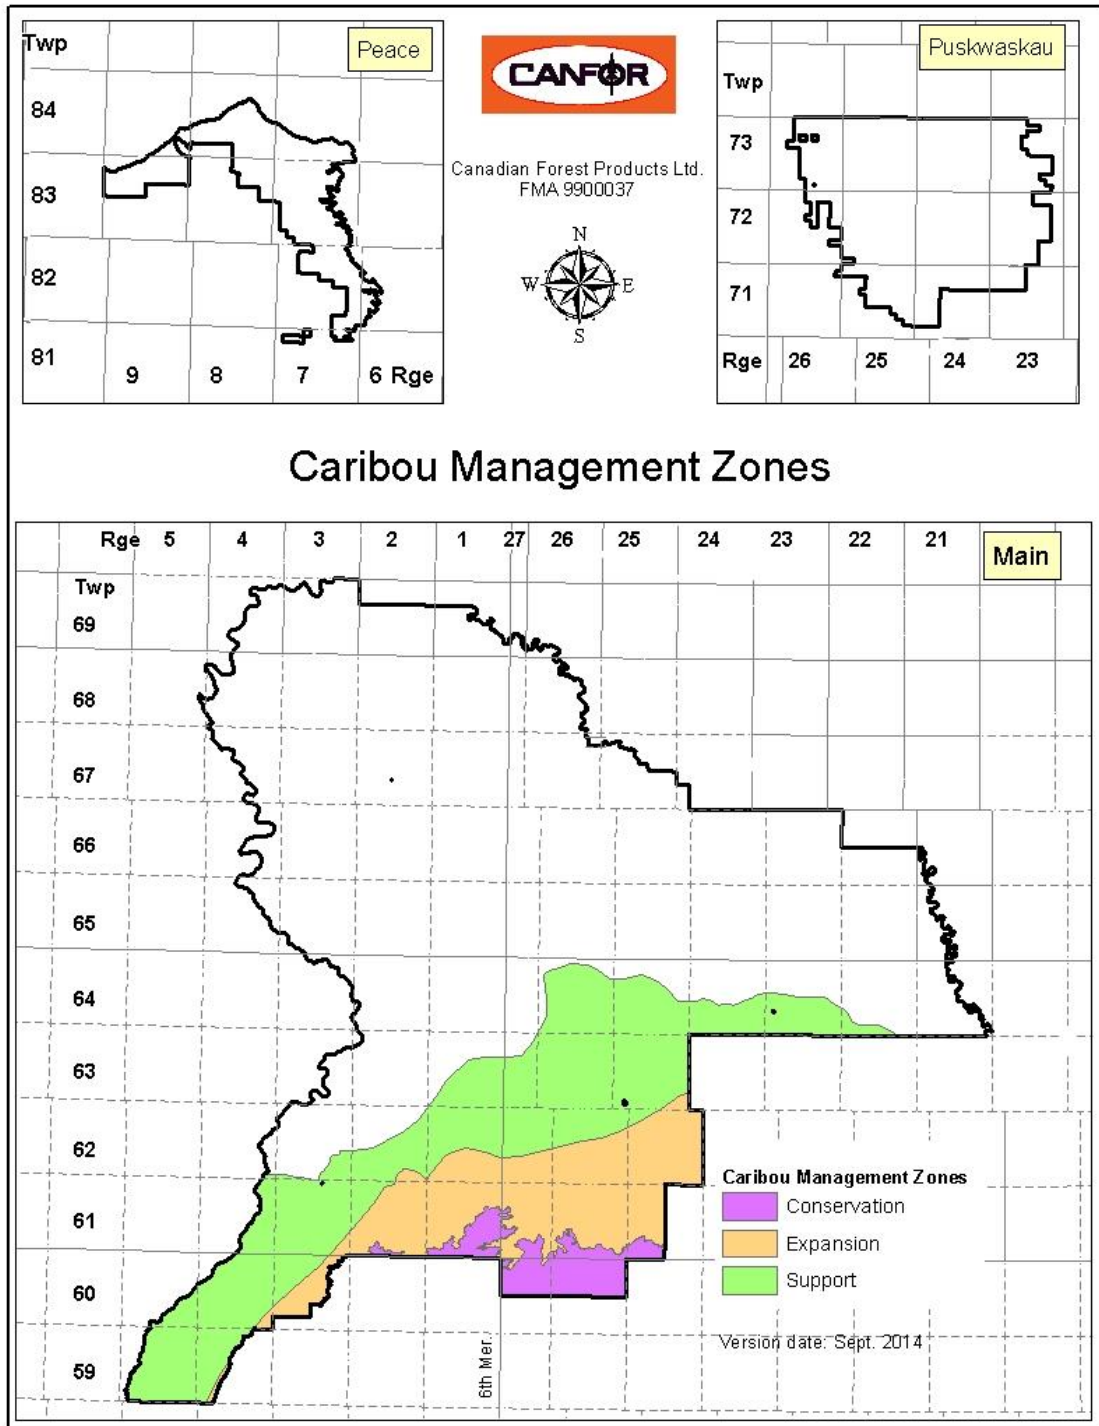 Twp
Peace
84
83
82
81
9 8 7 6 Rge
CANFOR
Canadian Forest Products Ltd.
FMA 9900037
N
W E
S
Puskwaskau
Twp
73
72
71
Rge 26 25 24 23
Caribou Management Zones
Rge 5 4 3 2 1 27 26 25 24 23 22 21
Main
Twp
69
68
67
66
65
64
63
62
61
60
59
6th Mer.
Caribou Management Zones
Conservation
Expansion
Support
Version date: Sept. 2014